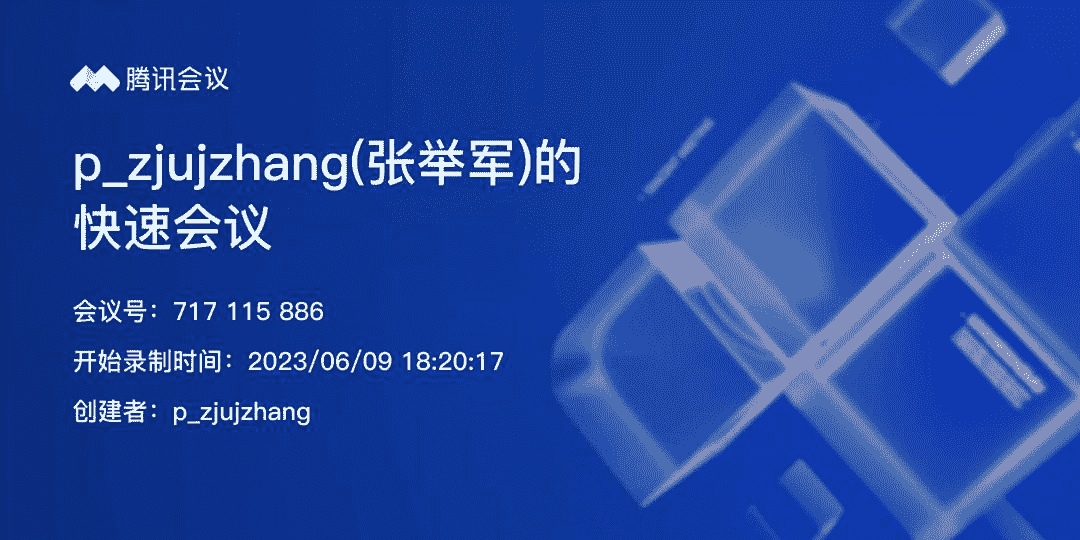 腾讯会议
p_zjujzhang(张举军)的
快速会议
会议号：717 115 886
开始录制时间：2023/06/09 18:20:17
创建者：p_zjujzhang